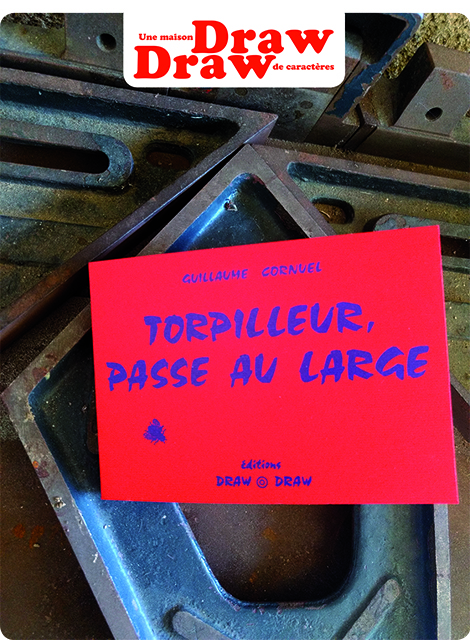 Une maison Draw
Draw de caractères
GUILLAUME CORNUEL
TORPILLEUR,
PASSE AU LARGE
éditions
DRAW ◎ DRAW